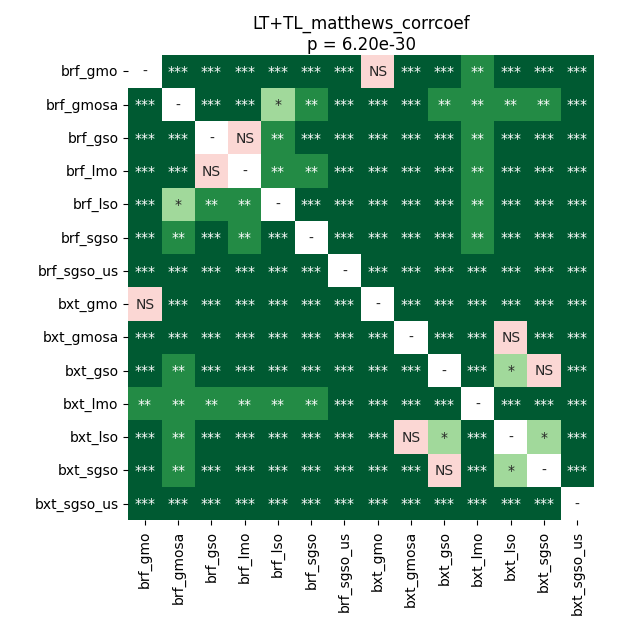 LT+TL_matthews_corrcoef
p = 6.20e-30
brf_gmo - *** *** *** *** *** *** NS *** *** ** *** *** ***
brf_gmosa *** - *** *** * ** *** *** *** ** ** ** ** ***
brf_gso *** *** - NS ** *** *** *** *** *** ** *** *** ***
brf_lmo *** *** NS - ** ** *** *** *** *** ** *** *** ***
brf_lso *** * ** ** - *** *** *** *** *** ** *** *** ***
brf_sgso *** ** *** ** *** - *** *** *** *** ** *** *** ***
brf_sgso_us *** *** *** *** *** *** - *** *** *** *** *** *** ***
bxt_gmo NS *** *** *** *** *** *** - *** *** *** *** *** ***
bxt_gmosa *** *** *** *** *** *** *** *** - *** *** NS *** ***
bxt_gso *** ** *** *** *** *** *** *** *** - *** * NS ***
bxt_lmo ** ** ** ** ** ** *** *** *** *** - *** *** ***
bxt_lso *** ** *** *** *** *** *** *** NS * *** - * ***
bxt_sgso *** ** *** *** *** *** *** *** *** NS *** * - ***
bxt_sgso_us *** *** *** *** *** *** *** *** *** *** *** *** *** -
brf_gmo brf_gmosa brf_gso brf_lmo brf_lso brf_sgso brf_sgso_us bxt_gmo bxt_gmosa bxt_gso bxt_lmo bxt_lso bxt_sgso bxt_sgso_us